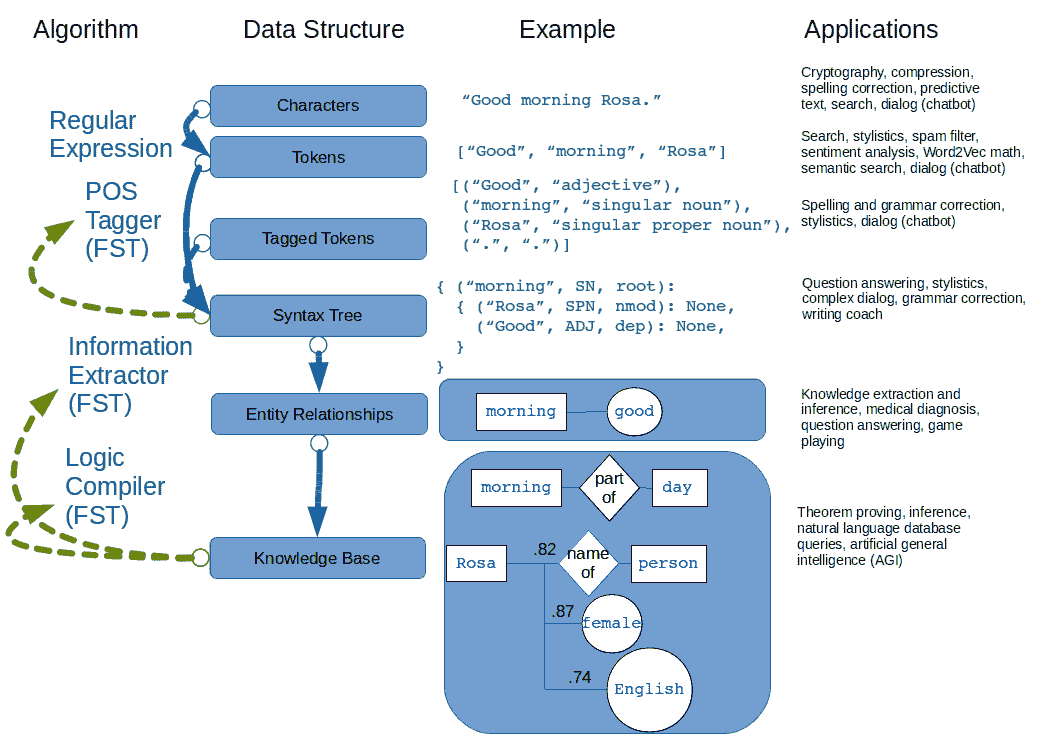 Algorithm
Data Structure
Example
Applications
Regular
Expression
POS
Tagger
(FST)
Information
Extractor
(FST)
Logic
Compiler
(FST)
Characters
Tokens
Tagged Tokens
Syntax Tree
Entity Relationships
Knowledge Base
“Good morning Rosa.”
[“Good”, “morning”, “Rosa”]
[(“Good”, “adjective”),
(“morning”, “singular noun”),
(“Rosa”, “singular proper noun”),
(“.”, “.”)]
{ (“morning”, SN, root):
{ (“Rosa”, SPN, nmod): None,
(“Good”, ADJ, dep): None,
}
}
morning
good
morning
part
of
day
Rosa
.82
name
of
person
.87
female
.74
English
Cryptography, compression,
spelling correction, predictive
text, search, dialog (chatbot)
Search, stylistics, spam filter,
sentiment analysis, Word2Vec math,
semantic search, dialog (chatbot)
Spelling and grammar correction,
stylistics, dialog (chatbot)
Question answering, stylistics,
complex dialog, grammar correction,
writing coach
Knowledge extraction and
inference, medical diagnosis,
question answering, game
playing
Theorem proving, inference,
natural language database
queries, artificial general
intelligence (AGI)